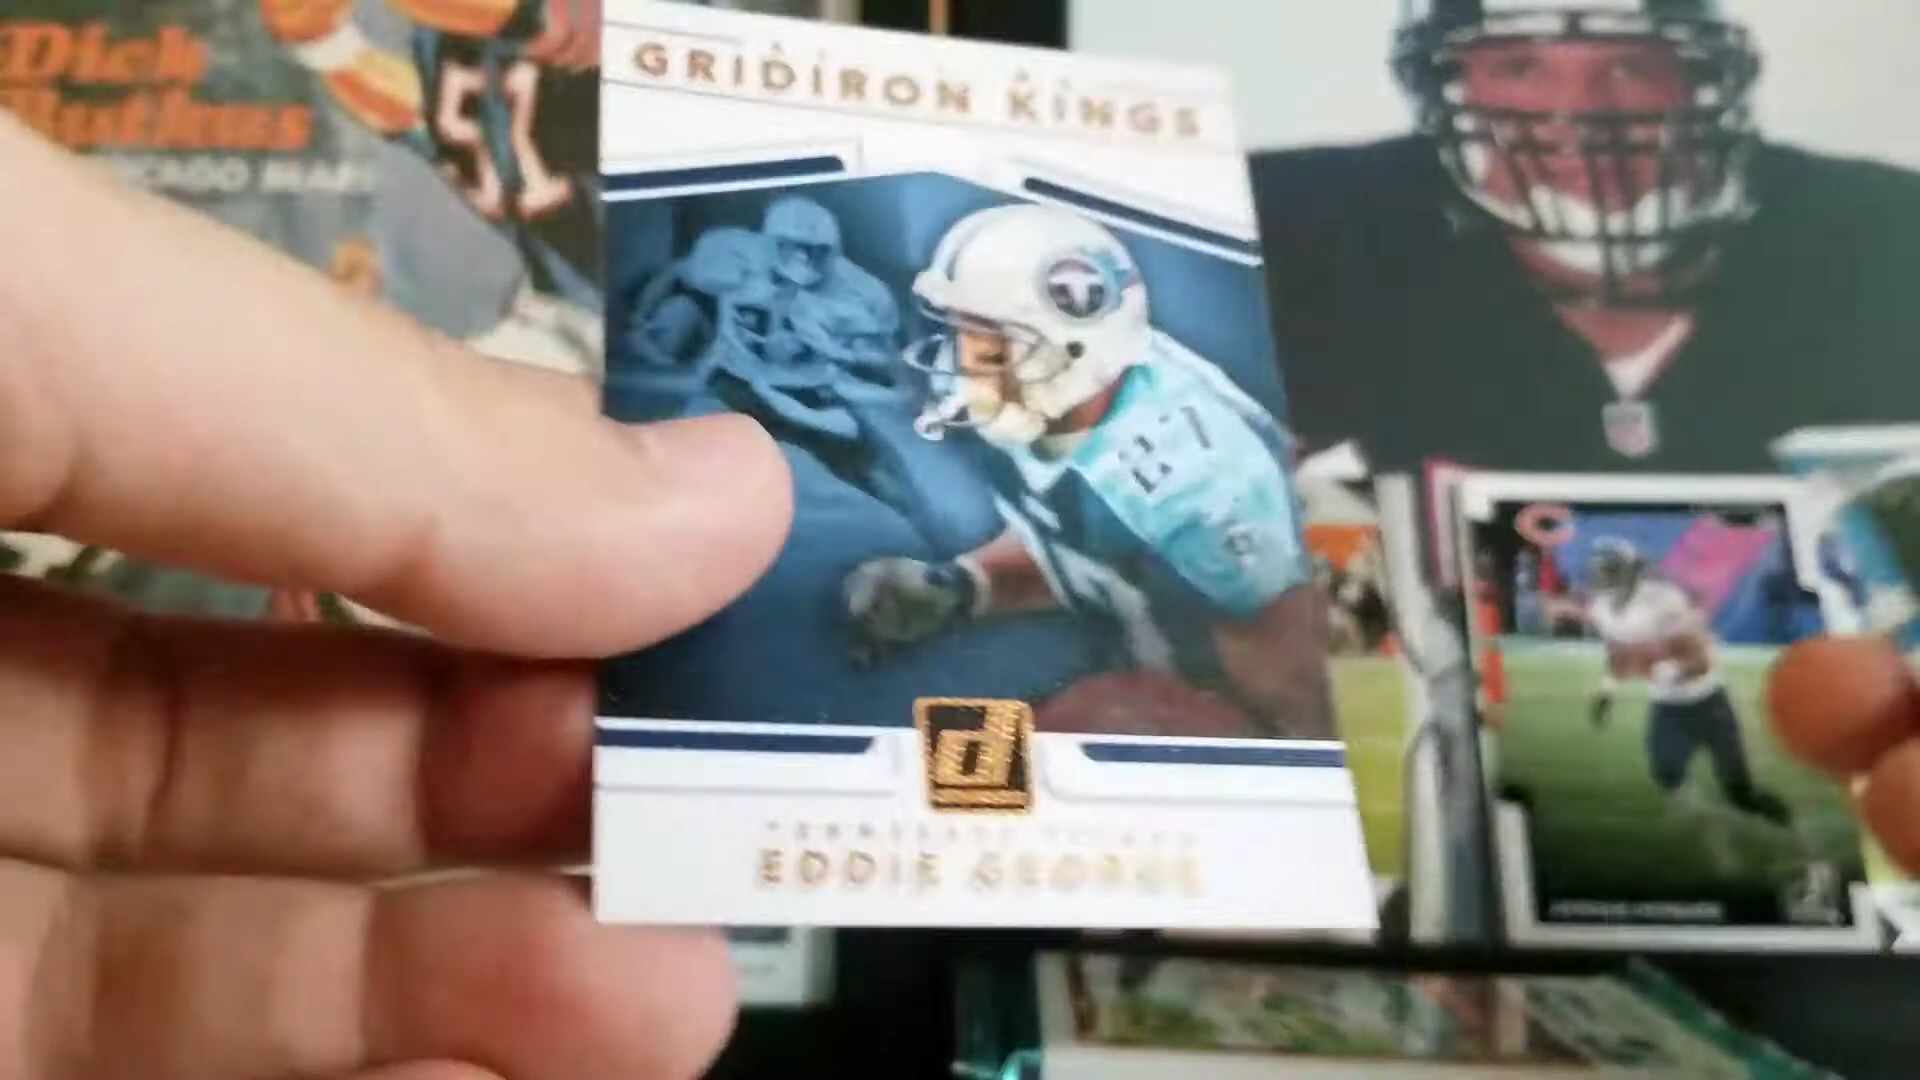 Dick
Butkus
CHICAGO BEARS
51
GRIDIRON KINGS
TENNESSEE TITANS
EDDIE GEORGE